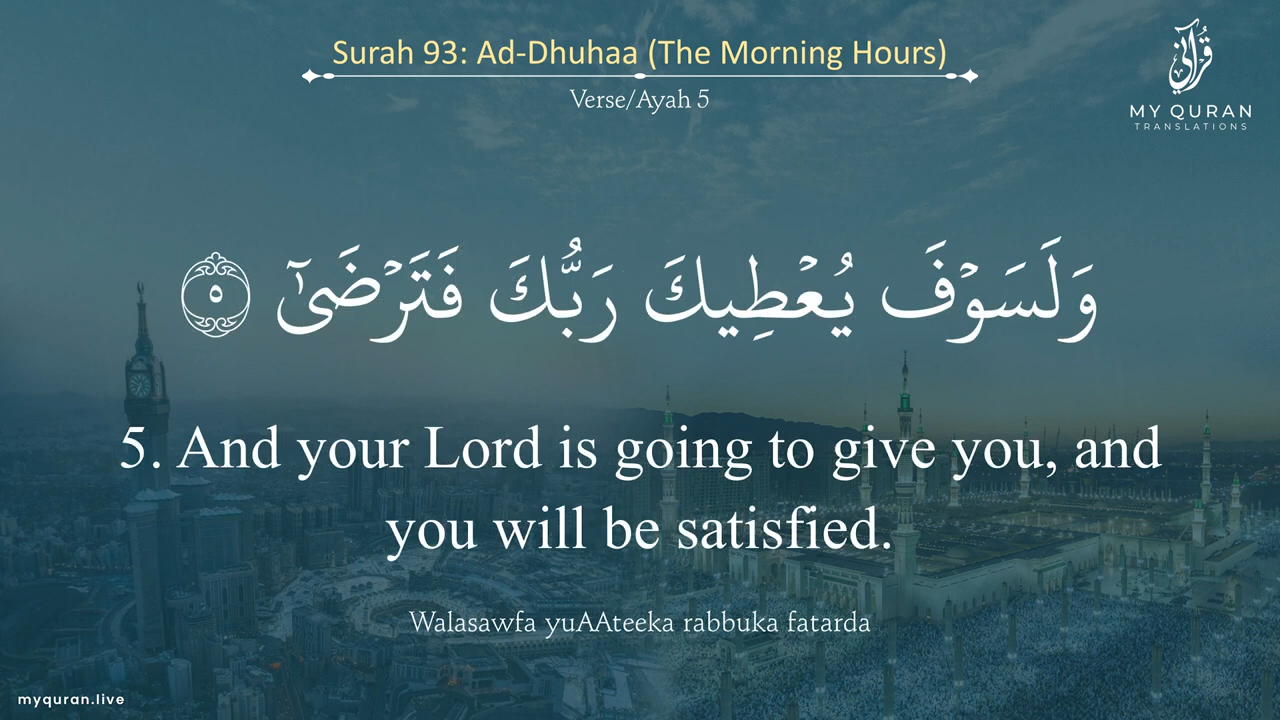 Surah 93: Ad-Dhuhaa (The Morning Hours)
Verse/Ayah 5
قرآني
MY QURAN
TRANSLATIONS
وَلَسَوْفَ يُعْطِيكَ رَبُّكَ فَتَرْضَىٰٓ ٥
5. And your Lord is going to give you, and
you will be satisfied.
Walasawfa yuAAteeka rabbuka fatarda
myquran.live